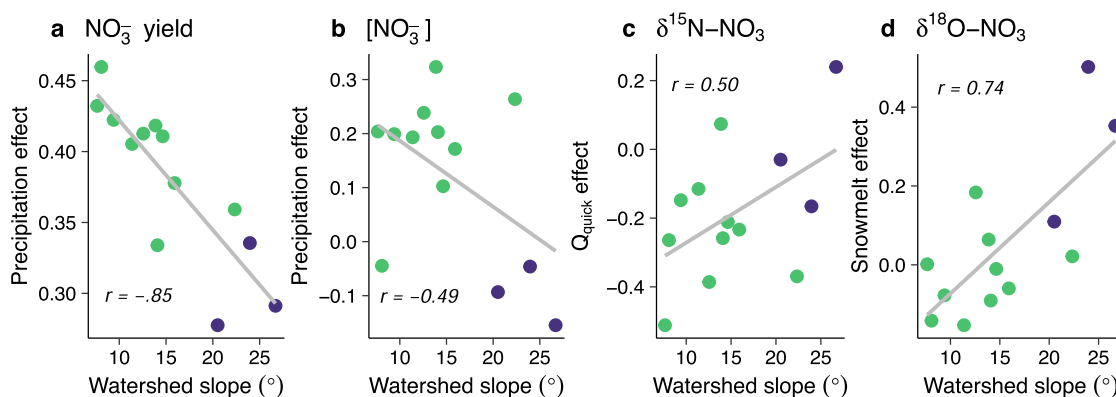 a NO₃⁻ yield
Precipitation effect
0.45
0.40
0.35
0.30
r = −.85
10 15 20 25
Watershed slope (°)
b [NO₃⁻]
Precipitation effect
0.3
0.2
0.1
0.0
−0.1
r = −0.49
10 15 20 25
Watershed slope (°)
c δ¹⁵N−NO₃
Qquick effect
0.2
0.0
−0.2
−0.4
r = 0.50
10 15 20 25
Watershed slope (°)
d δ¹⁸O−NO₃
Snowmelt effect
0.4
0.2
0.0
r = 0.74
10 15 20 25
Watershed slope (°)